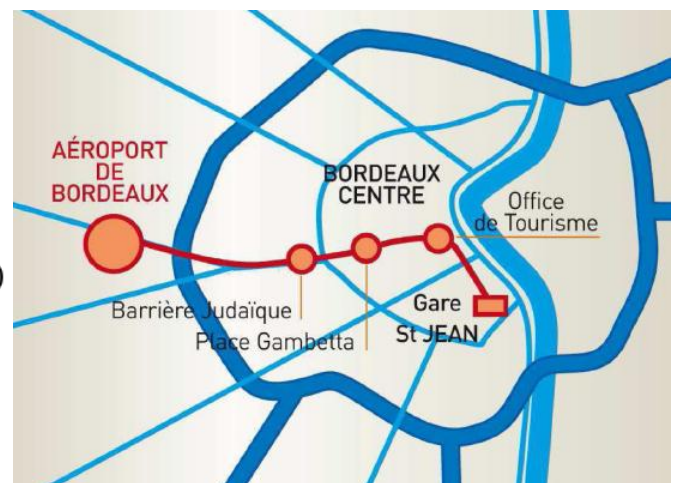 AÉROPORT
DE
BORDEAUX
BORDEAUX
CENTRE
Office
de Tourisme
Barrière Judaïque
Place Gambetta
Gare
St JEAN
)